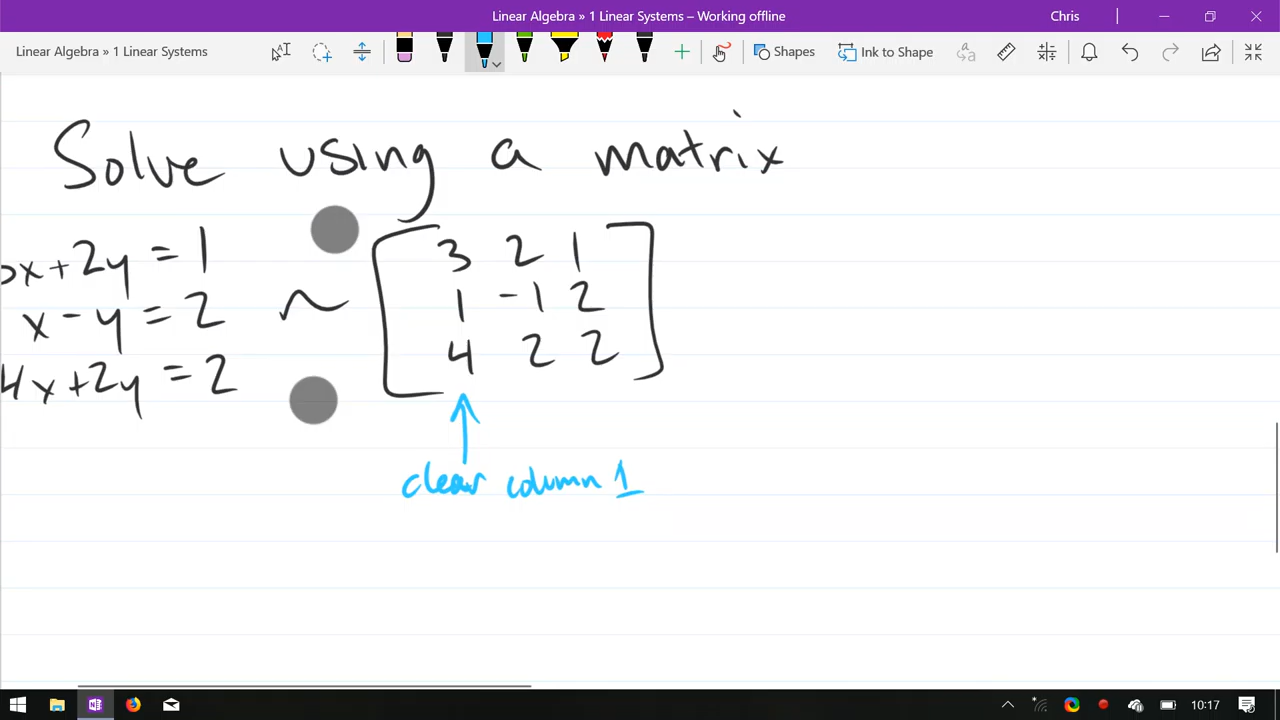 Linear Algebra » 1 Linear Systems – Working offline
Chris
Linear Algebra » 1 Linear Systems
Shapes
Ink to Shape
Solve using a matrix
x+2y = 1 ~ [ 3 2 1
x-y = 2 1 -1 2
4x+2y = 2 4 2 2 ]
clear column 1
10:17